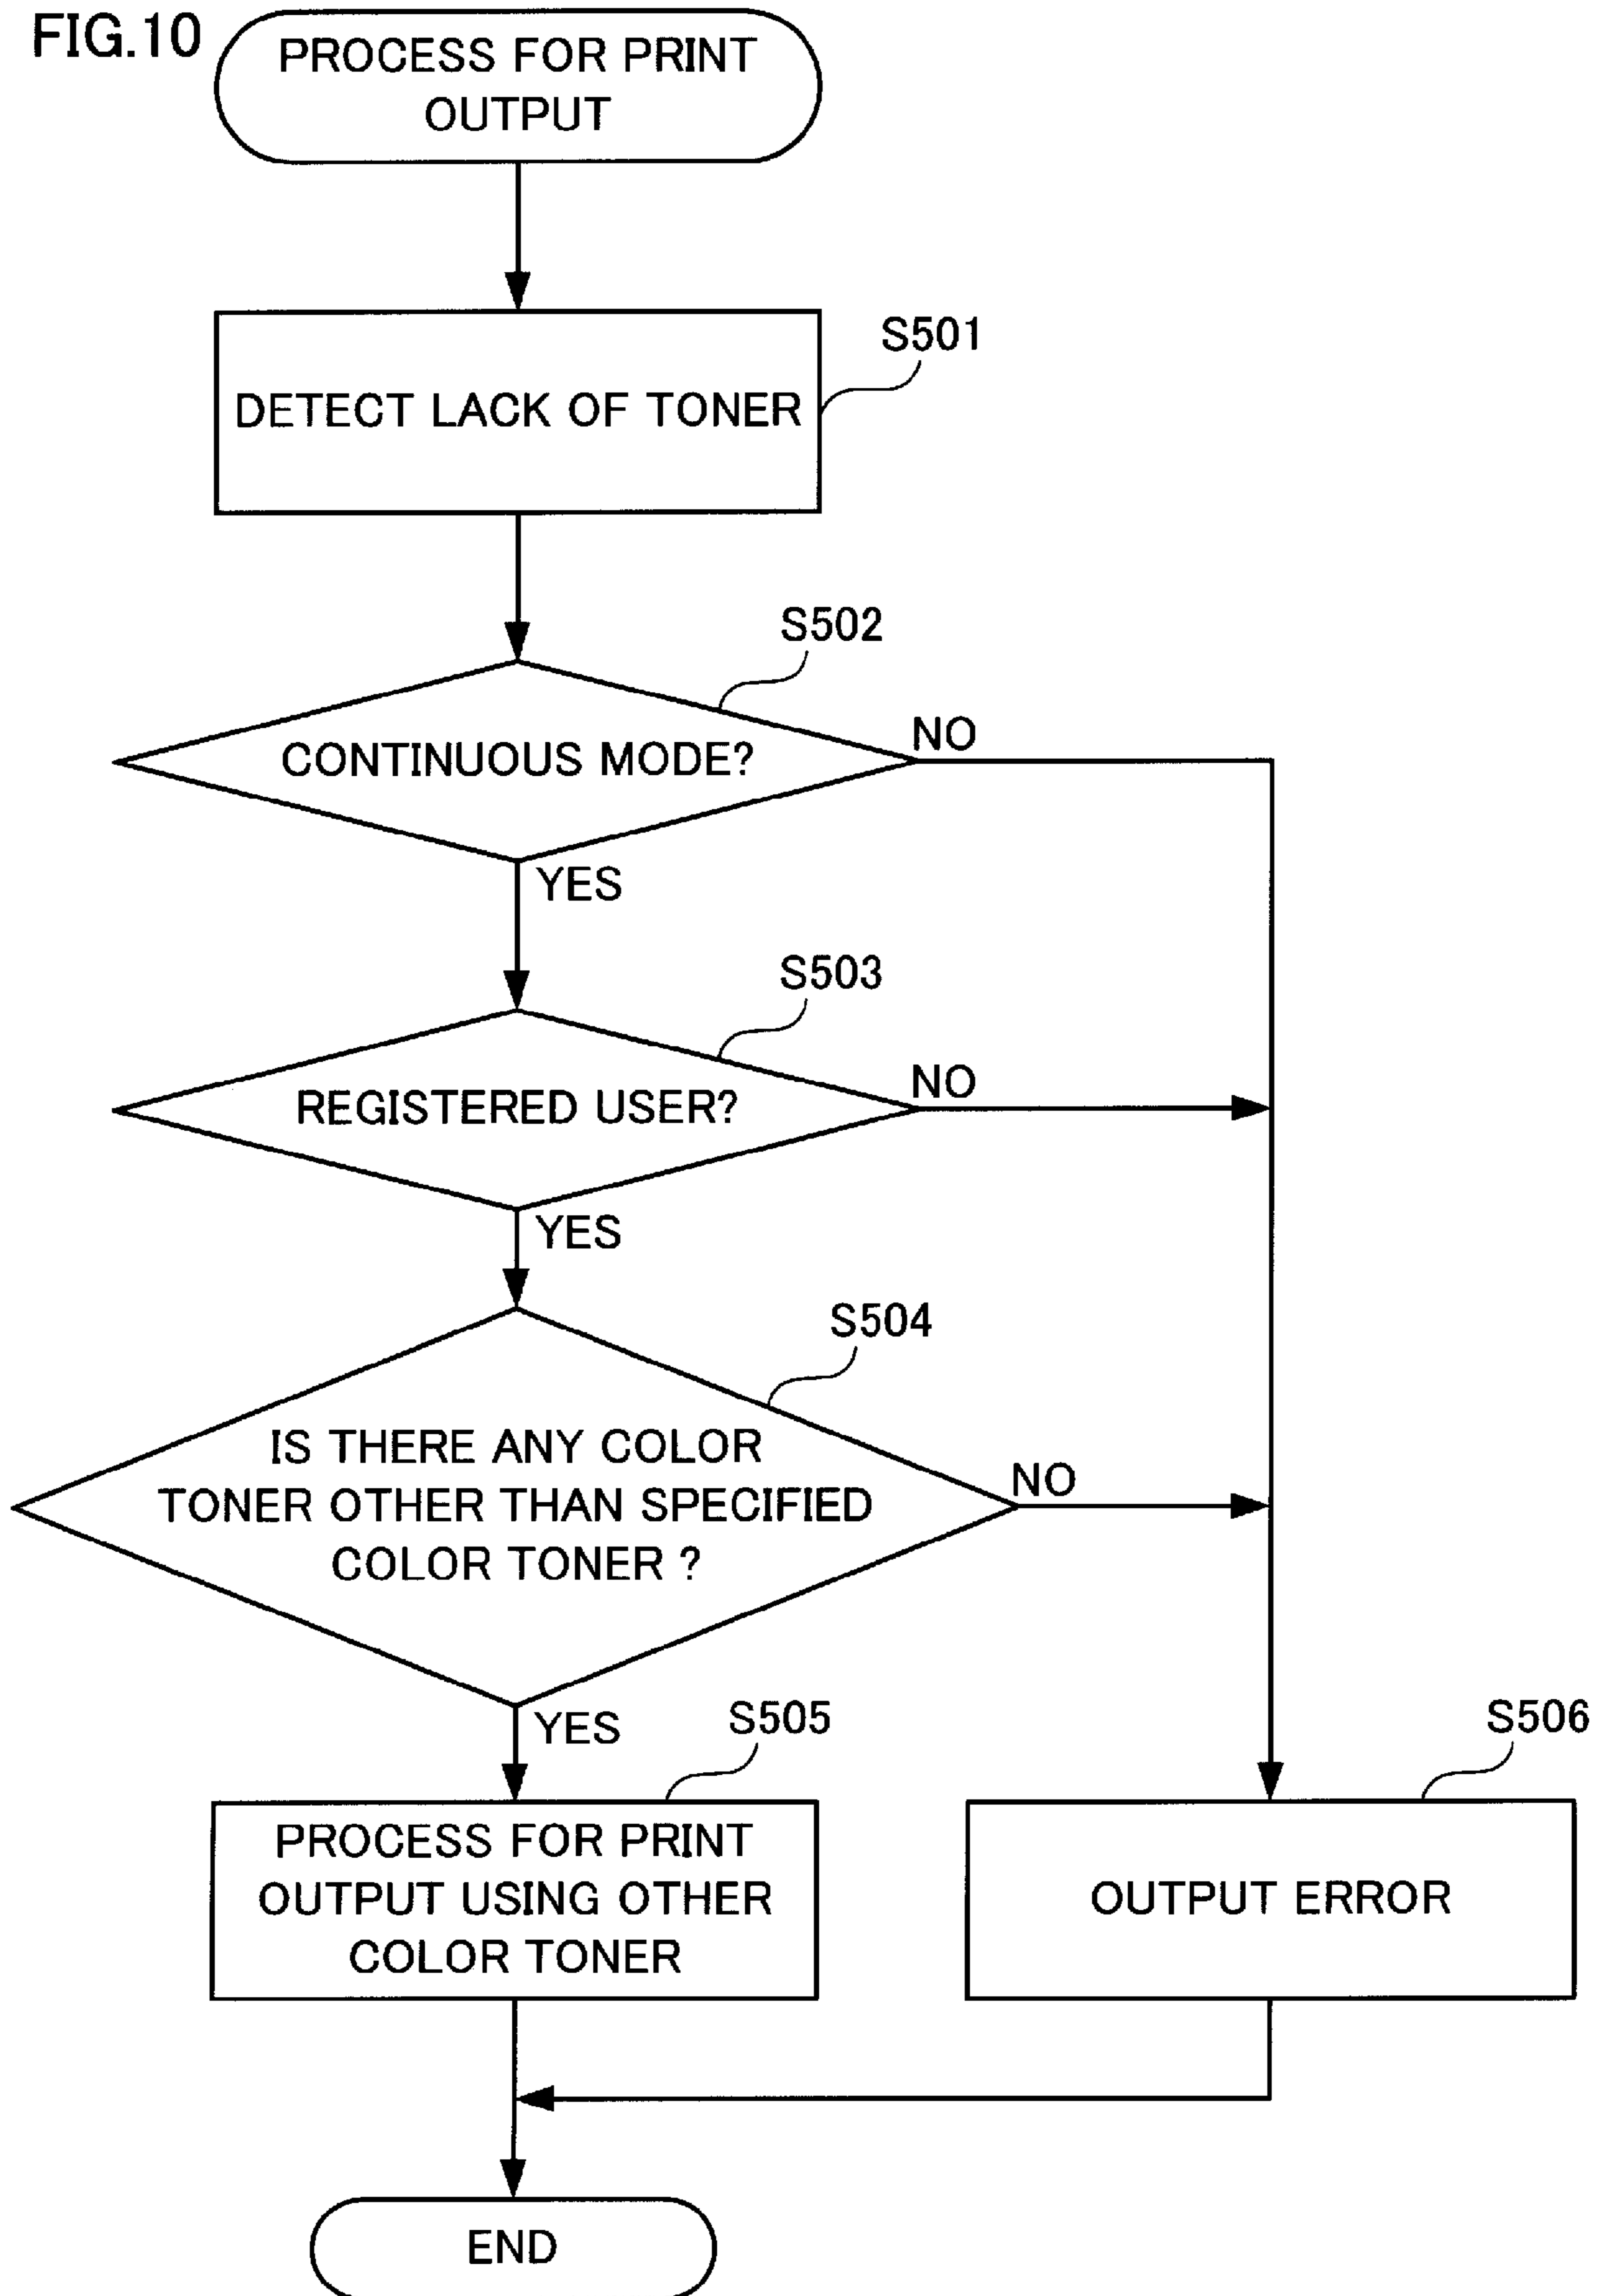 FIG.10
PROCESS FOR PRINT
OUTPUT
S501
DETECT LACK OF TONER
S502
CONTINUOUS MODE?
NO
YES
S503
REGISTERED USER?
NO
YES
S504
IS THERE ANY COLOR
TONER OTHER THAN SPECIFIED
COLOR TONER ?
NO
YES
S505
PROCESS FOR PRINT
OUTPUT USING OTHER
COLOR TONER
S506
OUTPUT ERROR
END